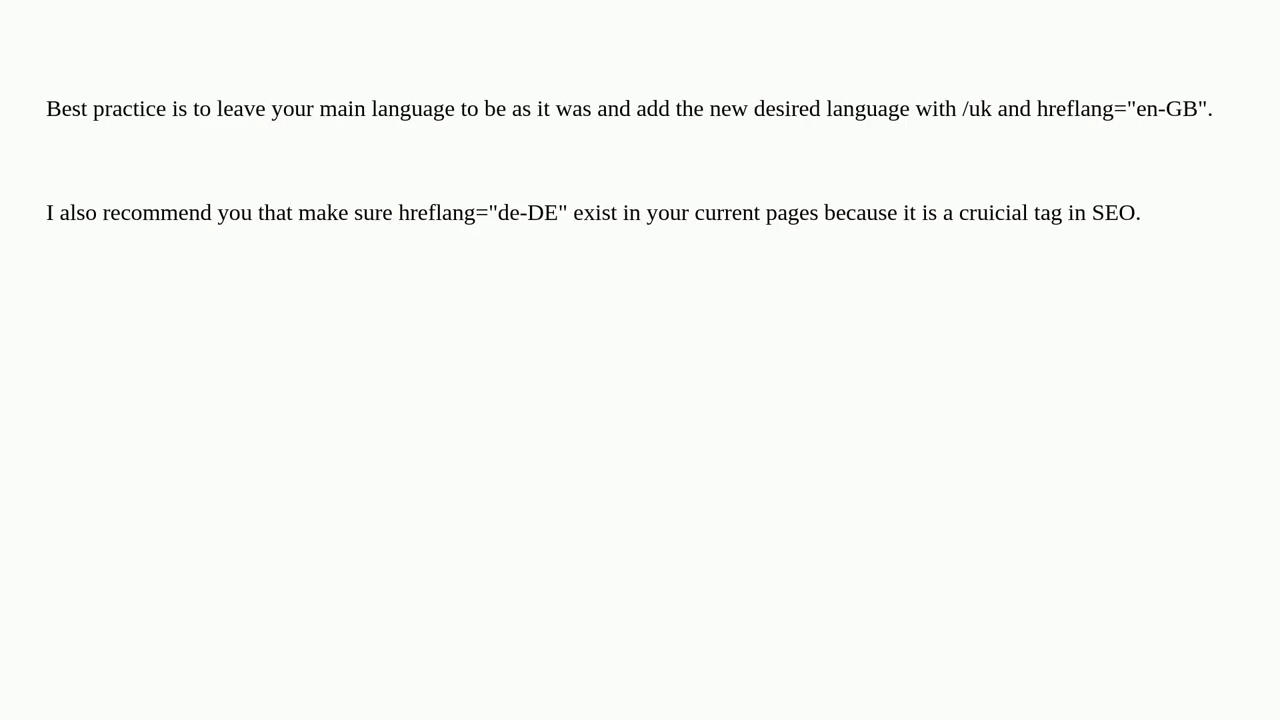 Best practice is to leave your main language to be as it was and add the new desired language with /uk and hreflang="en-GB".
I also recommend you that make sure hreflang="de-DE" exist in your current pages because it is a cruicial tag in SEO.